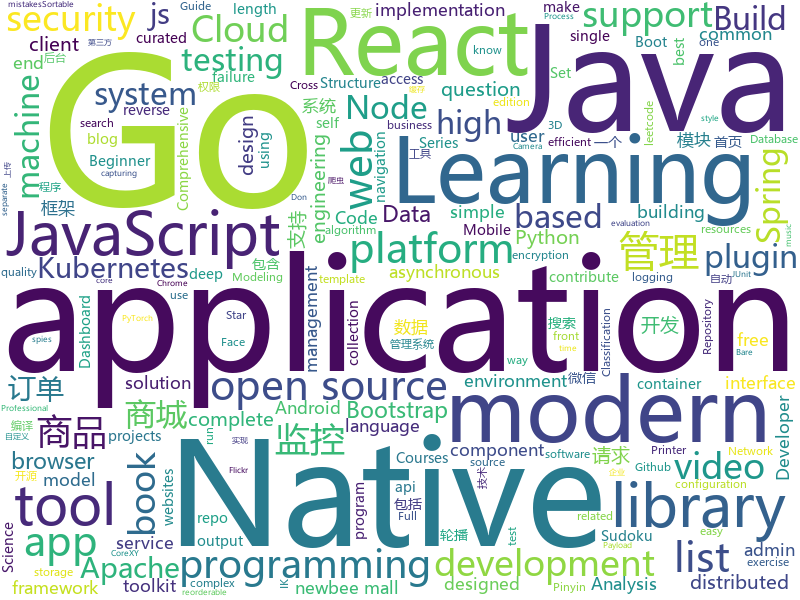 mistakesSortable
security js
Cloud
Guide length implementation
React
Java
更新 make
support
Process single
第三方 know
Build
common
client curated
testing
Go
end 后台 权限
failure
Structure access
Cross
search
Boot best one
Set
edition
style
machine
system
reverse
Comprehensive
design
using
系统 self
Node
high
question
3D
leetcode
Database
business
缓存
user
efficient 一个
模块 首页
separate 上传
blog
Beginner
程序
engineering
爬虫
web
navigation
Series
工具
Camera
Learning
Spring
框架
JavaScript
支持
Code
algorithm
Data
simple
design
based
building
Mobile
Python
encryption
resources
music
管理
quality
Kubernetes
包含
deep
Modeling
platform
asynchronous
contribute
logging
自动
JUnit
plugin
evaluation
capturing
core
Chrome
use
application
Dashboard
PyTorch
Star
Face
management
template
collection
数据
管理系统
way
front
time
搜索
开发
Classification
Repository
free
Bare
订单
solution
open source
environment
微信
container
interface
Professional
商品
商城
complete
Android
Bootstrap
language
modern
Developer
编译
自定义
projects
监控
component
请求
Printer
Github
Network
configuration
browser
model
book
Native
program
Courses
source
api
包括
Full
software
技术
video
企业
tool
library
Science
开源
websites
app
repo
service
output
run
实现
Flickr
轮播
test
Sudoku
related
easy
list
admin
exercise
Apache
programming
development
storage
CoreXY
framework
toolkit
complex
reorderable
IK
newbee mall
designed
Pinyin
Analysis
Payload
distributed
Don
spies